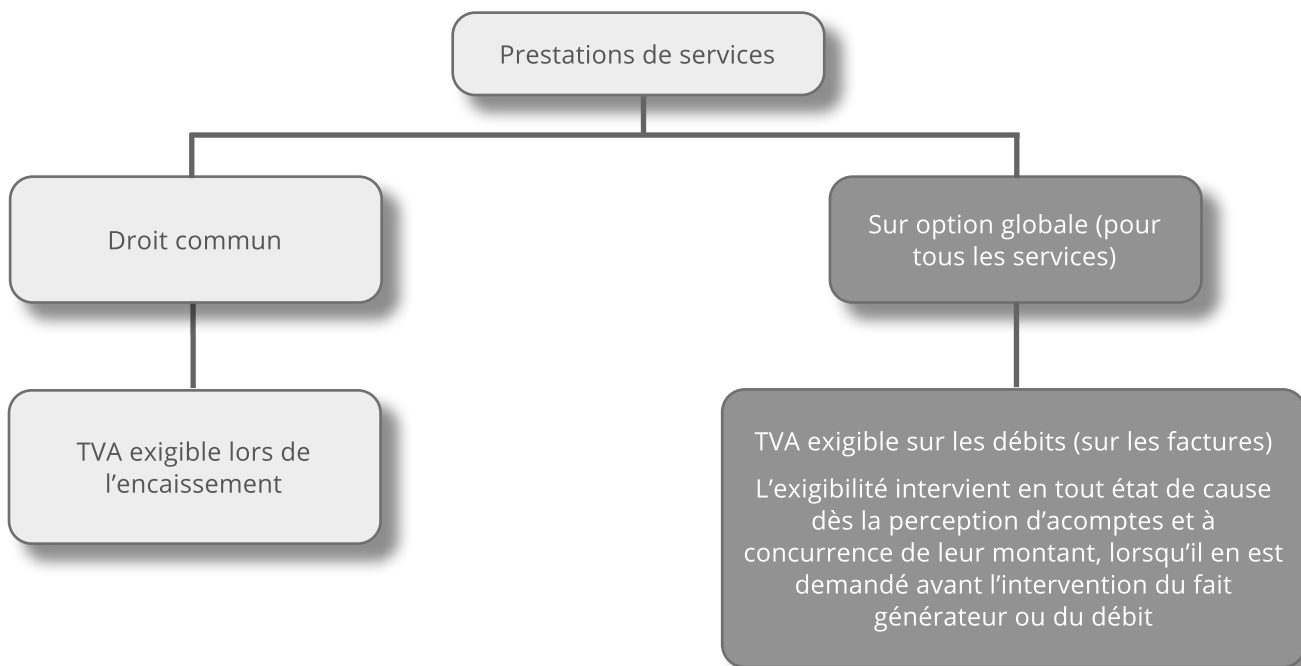 Prestations de services
Droit commun
Sur option globale (pour
tous les services)
TVA exigible lors de
l’encaissement
TVA exigible sur les débits (sur les factures)
L’exigibilité intervient en tout état de cause
dès la perception d’acomptes et à
concurrence de leur montant, lorsqu’il en est
demandé avant l’intervention du fait
générateur ou du débit